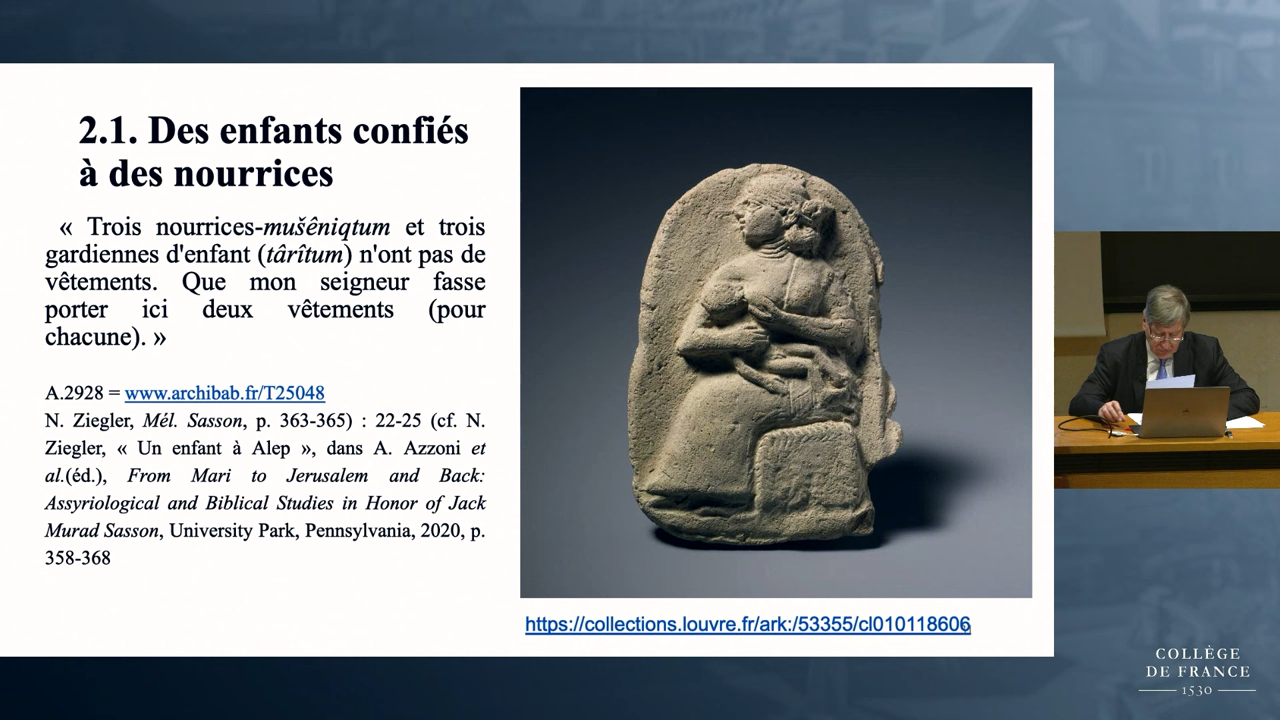 2.1. Des enfants confiés
à des nourrices
« Trois nourrices-mušêniqtum et trois
gardiennes d'enfant (târîtum) n'ont pas de
vêtements. Que mon seigneur fasse
porter ici deux vêtements (pour
chacune). »
A.2928 = www.archibab.fr/T25048
N. Ziegler, Mél. Sasson, p. 363-365) : 22-25 (cf. N.
Ziegler, « Un enfant à Alep », dans A. Azzoni et
al.(éd.), From Mari to Jerusalem and Back:
Assyriological and Biblical Studies in Honor of Jack
Murad Sasson, University Park, Pennsylvania, 2020, p.
358-368
https://collections.louvre.fr/ark:/53355/cl010118606
COLLÈGE
DE FRANCE
1530